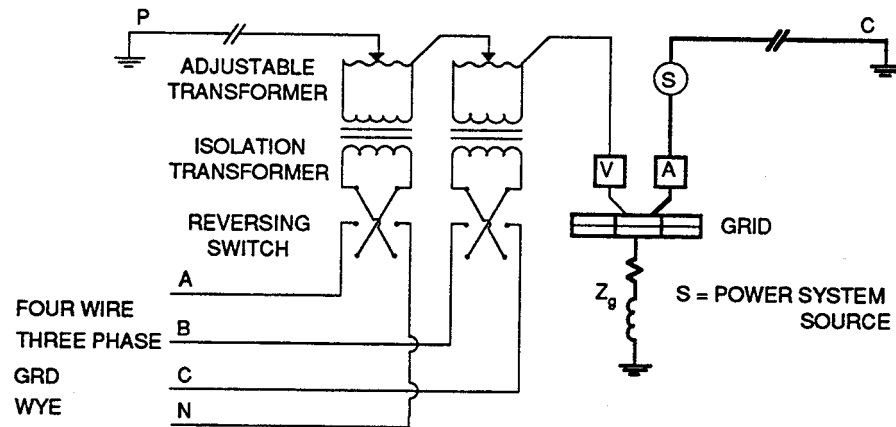 P
C
ADJUSTABLE
TRANSFORMER
S
ISOLATION
TRANSFORMER
V
A
REVERSING
SWITCH
GRID
A
Zg
S = POWER SYSTEM
SOURCE
FOUR WIRE
THREE PHASE
B
GRD
C
WYE
N